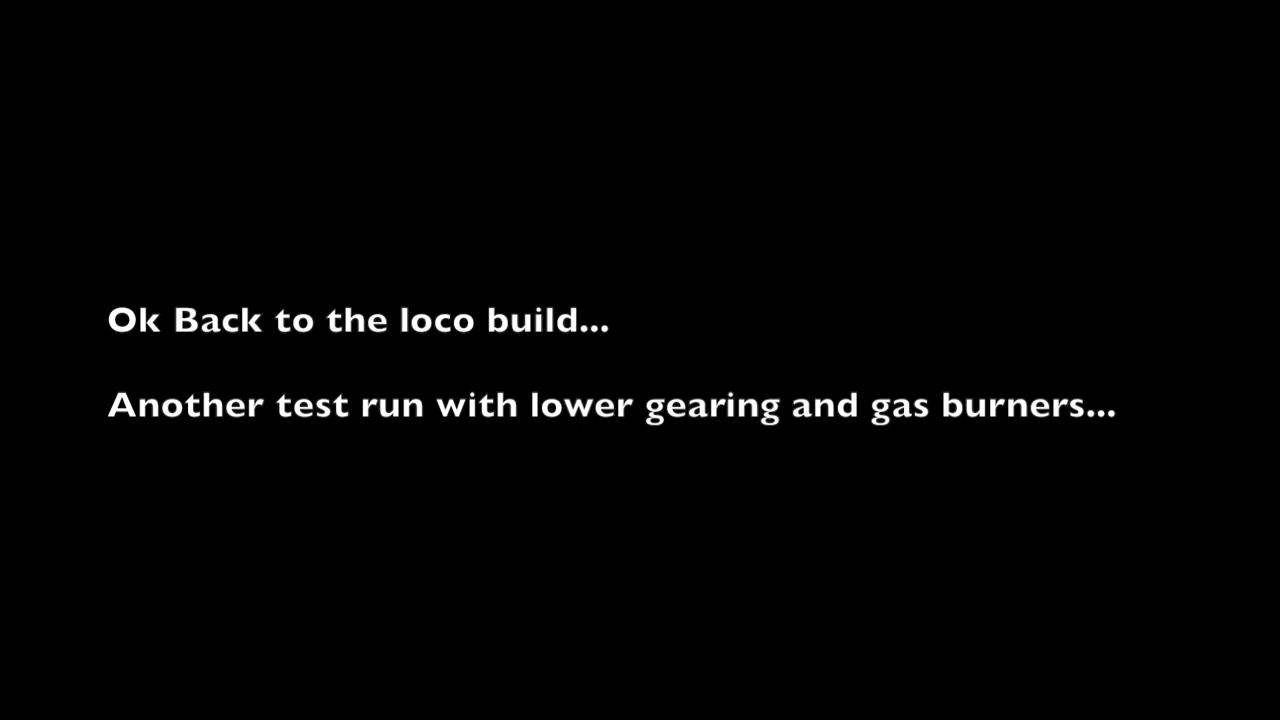 Ok Back to the loco build...
Another test run with lower gearing and gas burners...